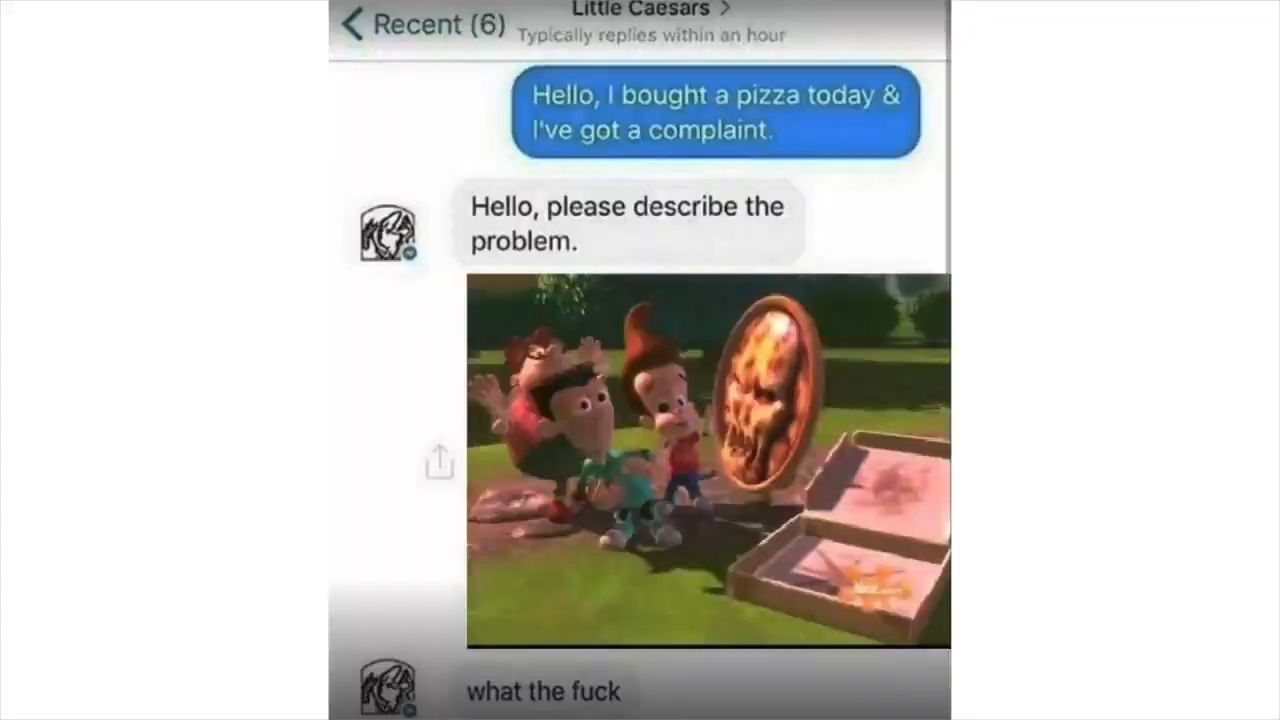 Little Caesars >
Recent (6)
Typically replies within an hour
Hello, I bought a pizza today &
I've got a complaint.
Hello, please describe the
problem.
what the fuck